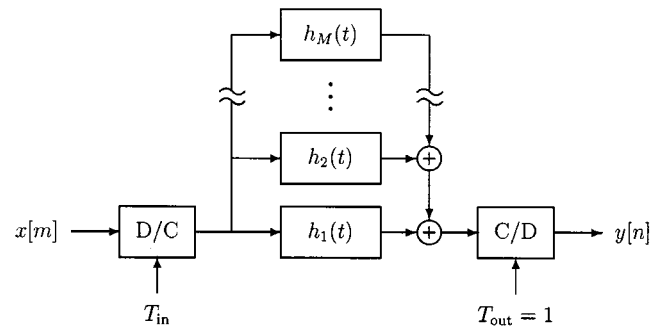 h_M(t)
⋮
h_2(t)
x[m] D/C h_1(t) C/D y[n]
T_in T_out = 1